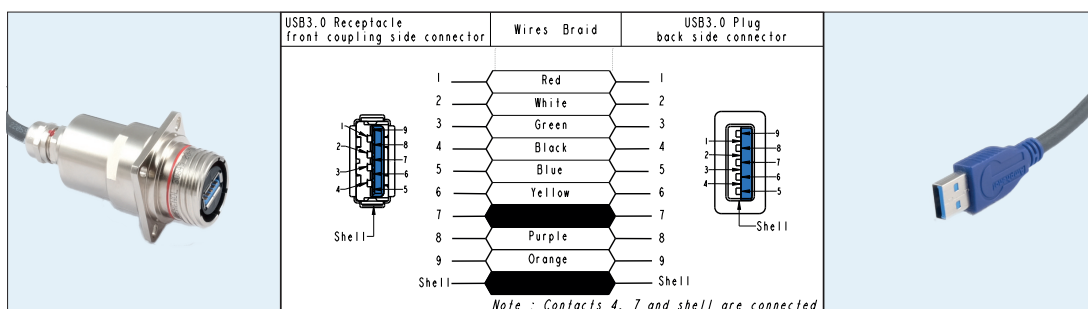 USB3.0 Receptacle
front coupling side connector
Wires Braid
USB3.0 Plug
back side connector
1 Red 1
2 White 2
3 Green 3
4 Black 4
5 Blue 5
6 Yellow 6
7 7
8 Purple 8
9 Orange 9
Shell Shell
1
2
3
4
9
8
7
6
5
Shell
1
2
3
4
9
8
7
6
5
Shell
Note : Contacts 4, 7 and shell are connected